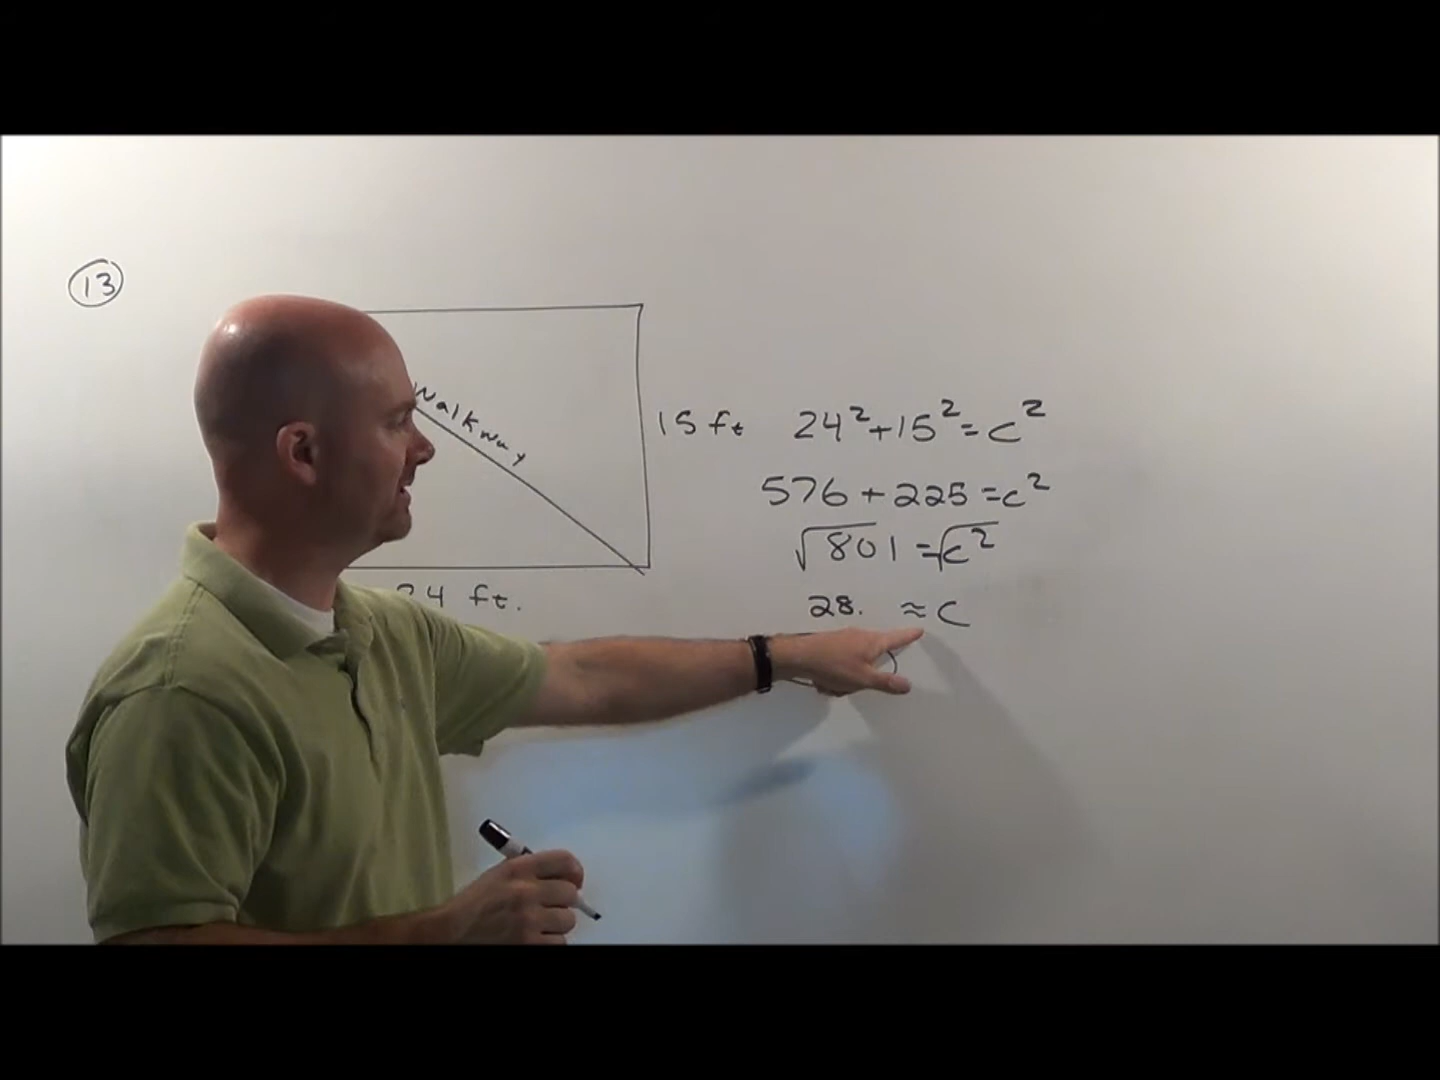 13
Walkway
15 ft
24 ft.
24² + 15² = c²
576 + 225 = c²
√801 = √c²
28. ≈ c